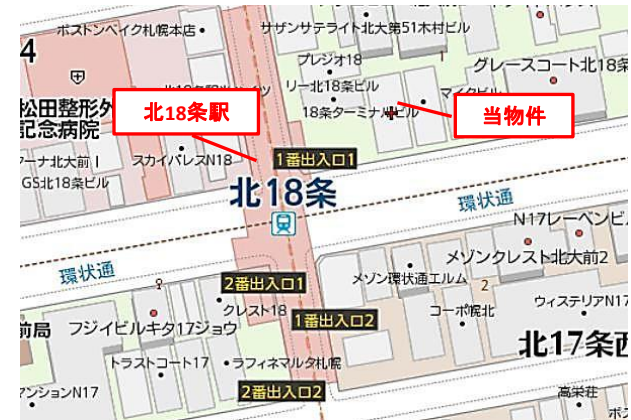 ボストンベイク札幌本店
サザンサテライト北大第51木村ビル
4
プレジオ18
グレースコート北18条
リー北18条ビル
マイクビル
18条ターミナルビル
北18条駅
当物件
松田整形外
記念病院
アーナ北大前Ⅰ
スカイパレスN18
GS北18条ビル
1番出入口1
北18条
環状通
N17レーベンビル
メゾンクレスト北大前2
環状通
2番出入口1
メゾン環状通エルム
2
クレスト18
1番出入口2
コーポ幌北
ウィステリアN17
前局
フジイビルキタ17ジョウ
北17条西
トラストコート17
ラフィネマルタ札幌
マンションN17
2番出入口2
高栄荘